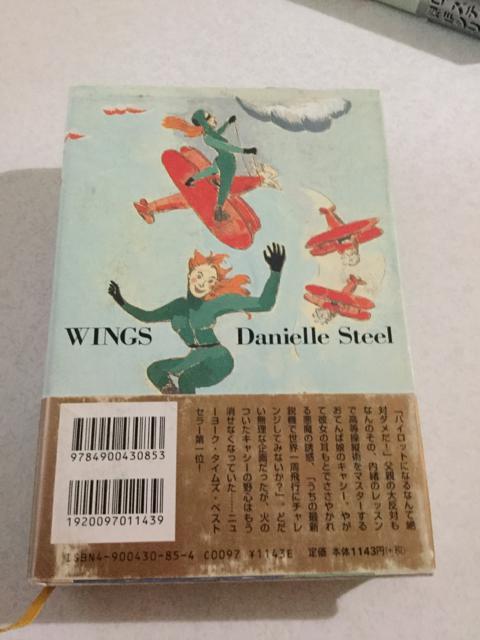 WINGS Danielle Steel
「パイロットになるなんて絶
対ダメだ！」父親の大反対も
なんのその、内緒のレッスン
で高等操縦術をマスターする
おてんば娘のキャシー、やが
て彼女の耳もとでささやかれ
る悪魔の誘惑、「うちの最新
鋭機で世界一周飛行にチャレ
ンジしてみないか？」。どだ
い無理な企画だったが、火の
ついたキャシーの野心はもう
消せなくなっていた……ニュ
ーヨーク・タイムズ・ベスト
セラー第一位！
9784900430853
1920097011439
ISBN4-900430-85-4 C0097 ¥1143E
定価 本体1143円(+税)